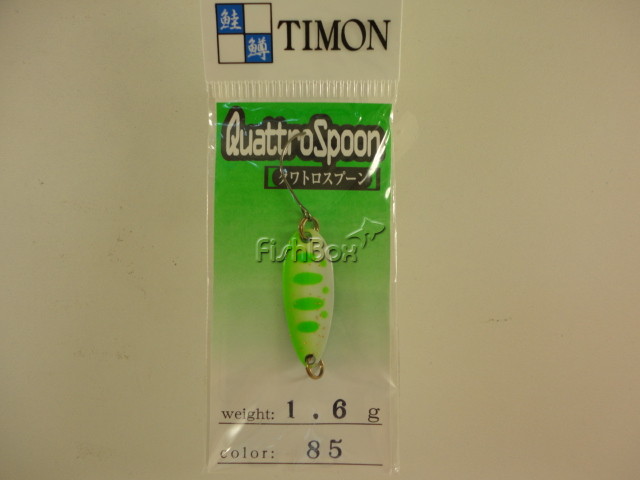 鮭 TIMON
鱒
QuattroSpoon
クワトロスプーン
FishBox
weight: 1.6 g
color: 85